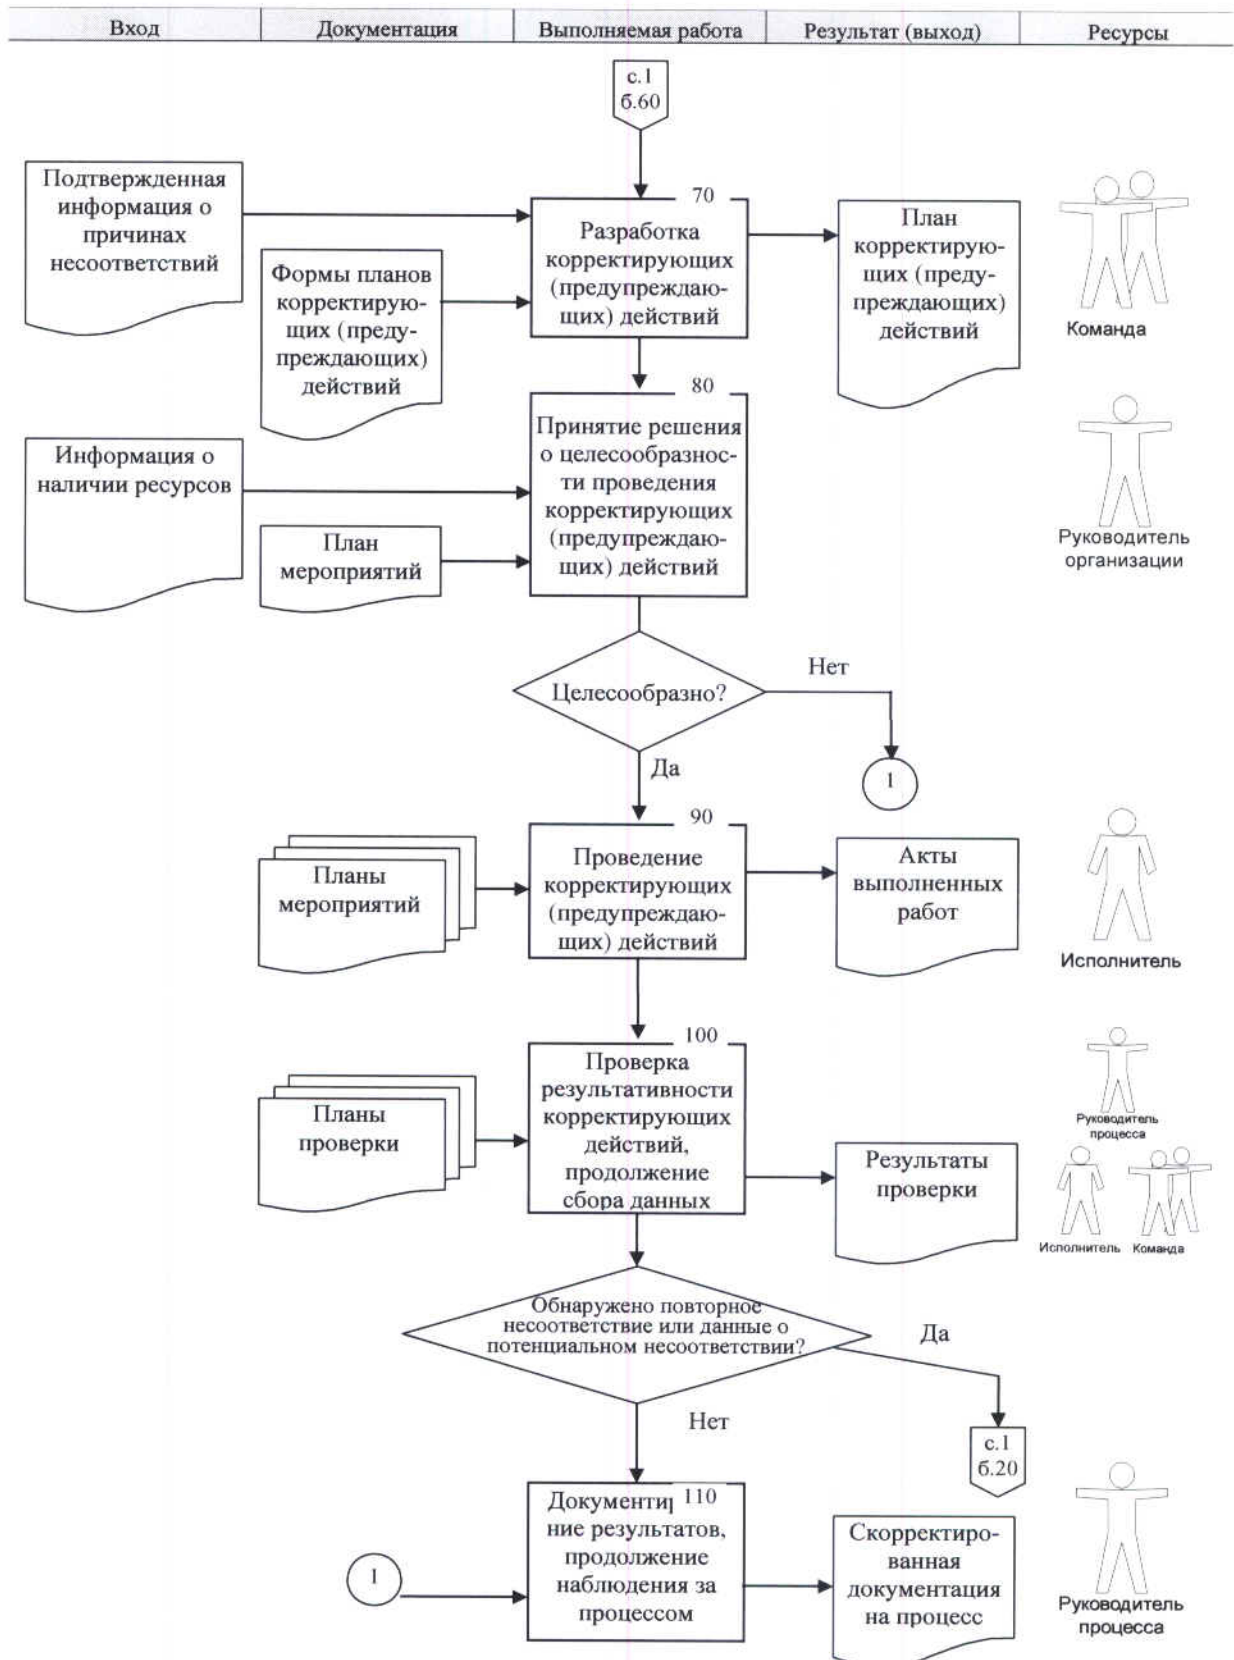 Вход
Документация
Выполняемая работа
Результат (выход)
Ресурсы
с.1
б.60
Подтвержденная
информация о
причинах
несоответствий
Формы планов
корректирую-
щих (преду-
преждающих)
действий
70
Разработка
корректирующих
(предупреждаю-
щих) действий
План
корректирую-
щих (преду-
преждающих)
действий
Команда
Информация о
наличии ресурсов
План
мероприятий
80
Принятие решения
о целесообразнос-
ти проведения
корректирующих
(предупреждаю-
щих) действий
Руководитель
организации
Целесообразно?
Нет
1
Да
Планы
мероприятий
90
Проведение
корректирующих
(предупреждаю-
щих) действий
Акты
выполненных
работ
Исполнитель
Планы
проверки
100
Проверка
результативности
корректирующих
действий,
продолжение
сбора данных
Результаты
проверки
Руководитель
процесса
Исполнитель
Команда
Обнаружено повторное
несоответствие или данные о
потенциальном несоответствии?
Да
с.1
б.20
Нет
1
110
Документир
ние результатов,
продолжение
наблюдения за
процессом
Скорректиро-
ванная
документация
на процесс
Руководитель
процесса